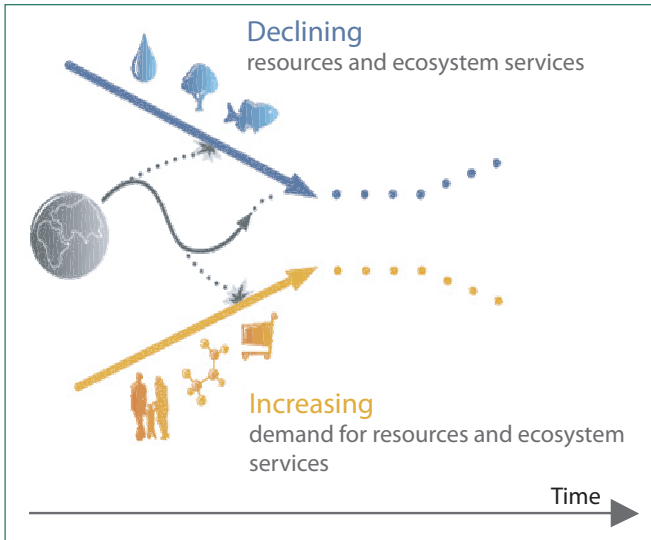 Declining
resources and ecosystem services
Increasing
demand for resources and ecosystem
services
Time